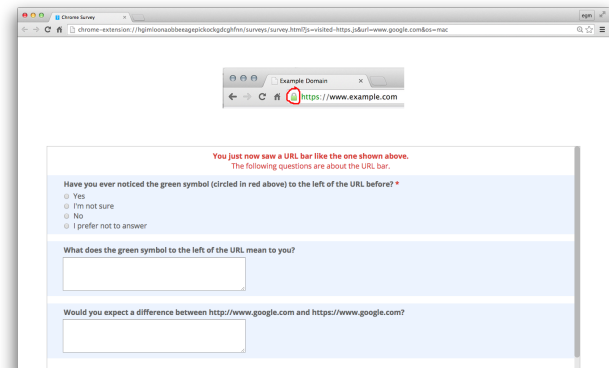 Chrome Survey
egm
chrome-extension://hgimloonaobbeeagepickockgdcghfnn/surveys/survey.html?js=visited-https.js&url=www.google.com&os=mac
Example Domain
https://www.example.com
You just now saw a URL bar like the one shown above.
The following questions are about the URL bar.
Have you ever noticed the green symbol (circled in red above) to the left of the URL before? *
Yes
I'm not sure
No
I prefer not to answer
What does the green symbol to the left of the URL mean to you?
Would you expect a difference between http://www.google.com and https://www.google.com?